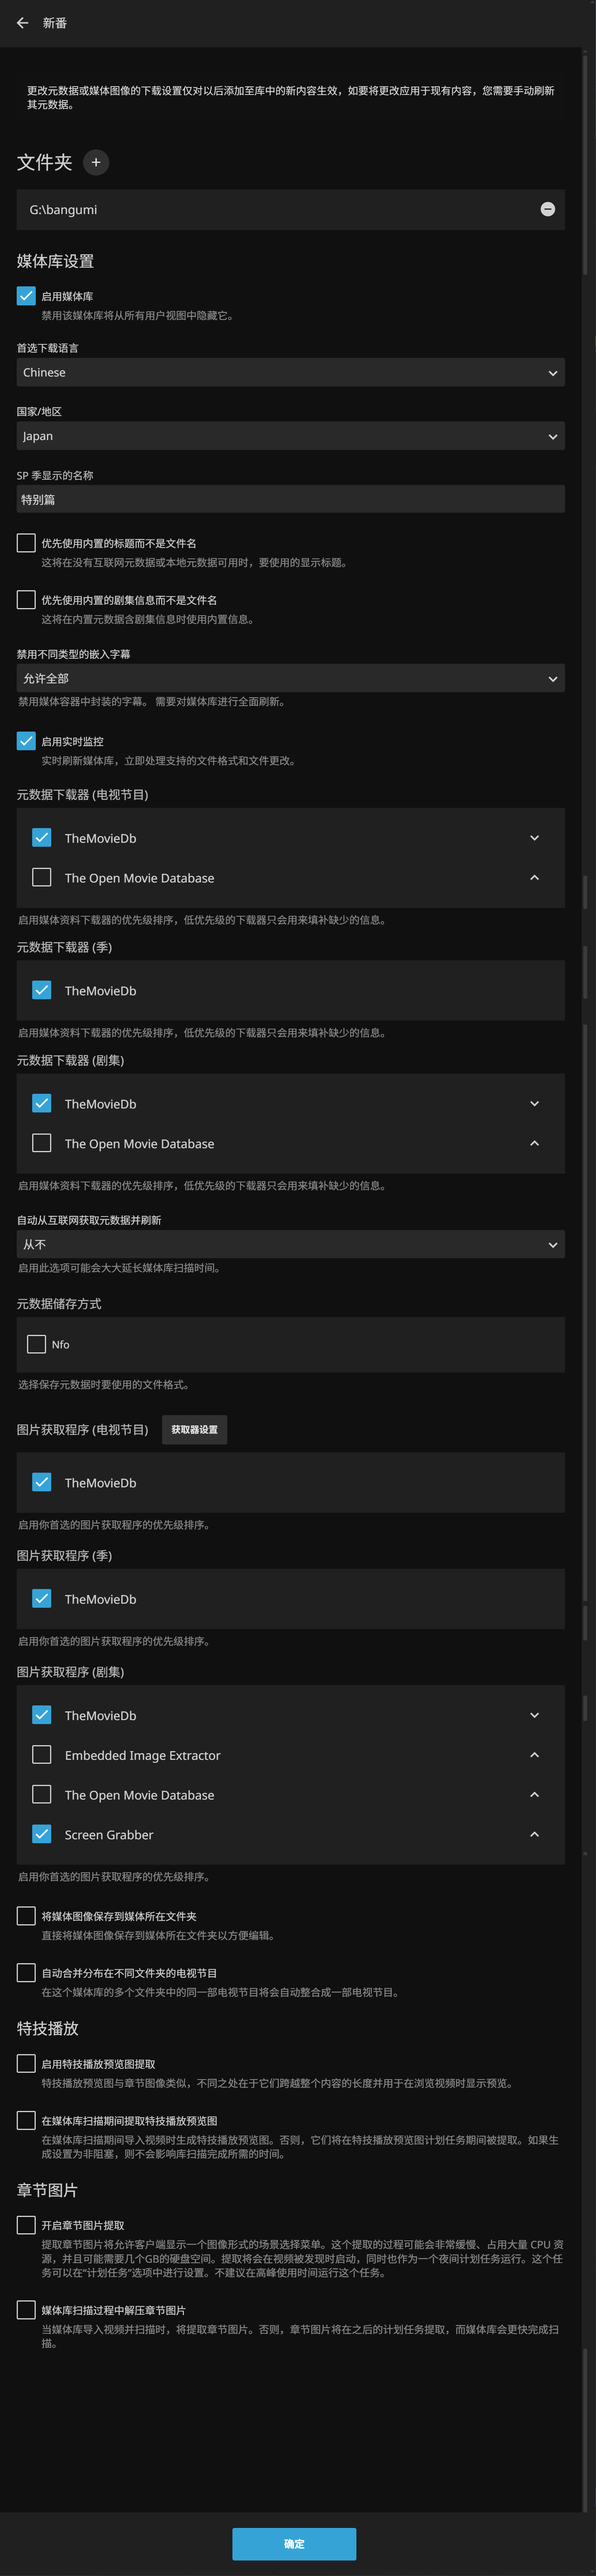 新番
更改元数据或媒体图像的下载设置仅对以后添加至库中的新内容生效，如要将更改应用于现有内容，您需要手动刷新
其元数据。
文件夹
G:\bangumi
媒体库设置
启用媒体库
禁用该媒体库将从所有用户视图中隐藏它。
首选下载语言
Chinese
国家/地区
Japan
SP 季显示的名称
特别篇
优先使用内置的标题而不是文件名
这将在没有互联网元数据或本地元数据可用时，要使用的显示标题。
优先使用内置的剧集信息而不是文件名
这将在内置元数据含剧集信息时使用内置信息。
禁用不同类型的嵌入字幕
允许全部
禁用媒体容器中封装的字幕。 需要对媒体库进行全面刷新。
启用实时监控
实时刷新媒体库，立即处理支持的文件格式和文件更改。
元数据下载器 (电视节目)
TheMovieDb
The Open Movie Database
启用媒体资料下载器的优先级排序，低优先级的下载器只会用来填补缺少的信息。
元数据下载器 (季)
TheMovieDb
启用媒体资料下载器的优先级排序，低优先级的下载器只会用来填补缺少的信息。
元数据下载器 (剧集)
TheMovieDb
The Open Movie Database
启用媒体资料下载器的优先级排序，低优先级的下载器只会用来填补缺少的信息。
自动从互联网获取元数据并刷新
从不
启用此选项可能会大大延长媒体库扫描时间。
元数据储存方式
Nfo
选择保存元数据时要使用的文件格式。
图片获取程序 (电视节目) 获取器设置
TheMovieDb
启用你首选的图片获取程序的优先级排序。
图片获取程序 (季)
TheMovieDb
启用你首选的图片获取程序的优先级排序。
图片获取程序 (剧集)
TheMovieDb
Embedded Image Extractor
The Open Movie Database
Screen Grabber
启用你首选的图片获取程序的优先级排序。
将媒体图像保存到媒体所在文件夹
直接将媒体图像保存到媒体所在文件夹以方便编辑。
自动合并分布在不同文件夹的电视节目
在这个媒体库的多个文件夹中的同一部电视节目将会自动整合成一部电视节目。
特技播放
启用特技播放预览图提取
特技播放预览图与章节图像类似，不同之处在于它们跨越整个内容的长度并用于在浏览视频时显示预览。
在媒体库扫描期间提取特技播放预览图
在媒体库扫描期间导入视频时生成特技播放预览图。否则，它们将在特技播放预览图计划任务期间被提取。如果生
成设置为非阻塞，则不会影响库扫描完成所需的时间。
章节图片
开启章节图片提取
提取章节图片将允许客户端显示一个图像形式的场景选择菜单。这个提取的过程可能会非常缓慢、占用大量 CPU 资
源，并且可能需要几个GB的硬盘空间。提取将会在视频被发现时启动，同时也作为一个夜间计划任务运行。这个任
务可以在“计划任务”选项中进行设置。不建议在高峰使用时间运行这个任务。
媒体库扫描过程中解压章节图片
当媒体库导入视频并扫描时，将提取章节图片。否则，章节图片将在之后的计划任务提取，而媒体库会更快完成扫
描。
确定